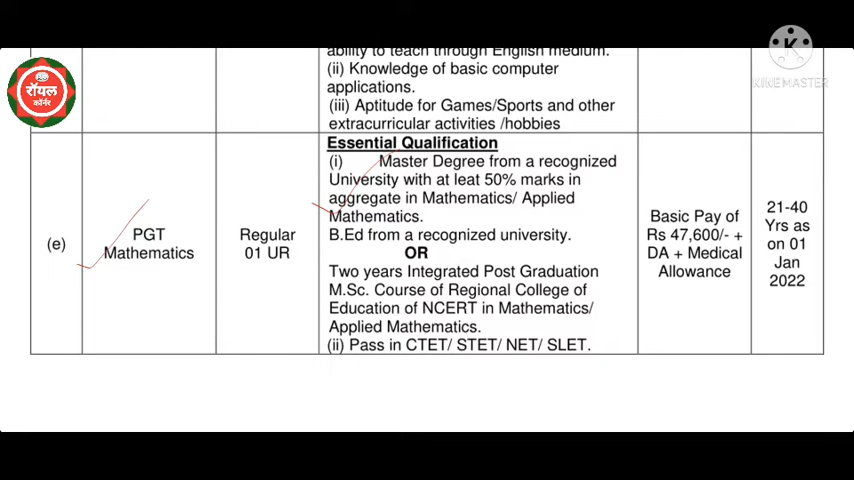 ability to teach through English medium.
(ii) Knowledge of basic computer
applications.
(iii) Aptitude for Games/Sports and other
extracurricular activities /hobbies
रॉयल
कॉर्नर
K
KINEMASTER
(e)
PGT
Mathematics
Regular
01 UR
Essential Qualification
(i) Master Degree from a recognized
University with at leat 50% marks in
aggregate in Mathematics/ Applied
Mathematics.
B.Ed from a recognized university.
OR
Two years Integrated Post Graduation
M.Sc. Course of Regional College of
Education of NCERT in Mathematics/
Applied Mathematics.
(ii) Pass in CTET/ STET/ NET/ SLET.
Basic Pay of
Rs 47,600/- +
DA + Medical
Allowance
21-40
Yrs as
on 01
Jan
2022